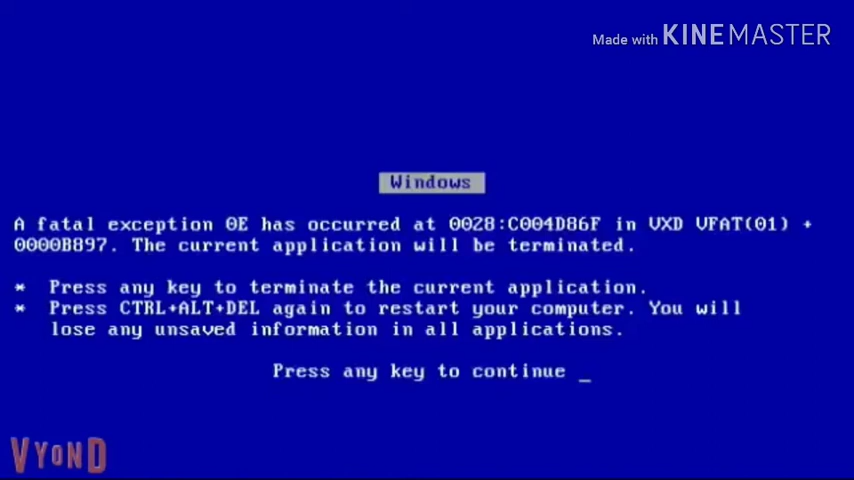 Made with KINEMASTER
Windows
A fatal exception 0E has occurred at 0028:C004D86F in VXD VFAT(01) +
0000B897. The current application will be terminated.
* Press any key to terminate the current application.
* Press CTRL+ALT+DEL again to restart your computer. You will
lose any unsaved information in all applications.
Press any key to continue _
VYOND